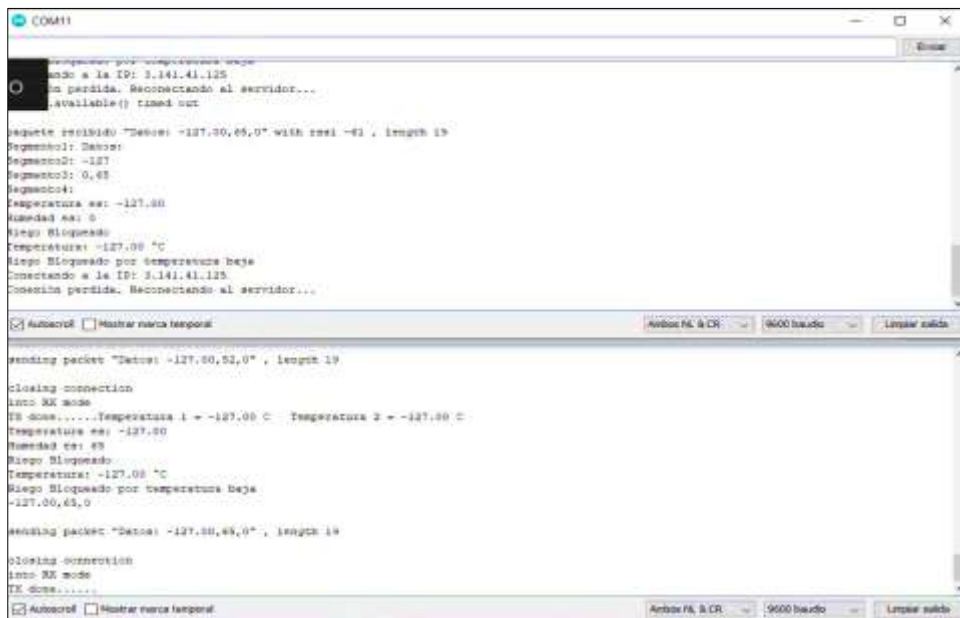 COM11
Enviar
Bloqueado por temperatura baja
ando a la IP: 3.141.41.125
ón perdida. Reconectando al servidor...
.available() timed out
paquete recibido "Datos: -127.00,65,0" with rssi -61 , length 19
Segmento1: Datos:
Segmento2: -127
Segmento3: 0,65
Segmento4:
Temperatura es: -127.00
Humedad es: 0
Riego Bloqueado
Temperatura: -127.00 °C
Riego Bloqueado por temperatura baja
Conectando a la IP: 3.141.41.125
Conexión perdida. Reconectando al servidor...
Autoscroll Mostrar marca temporal Ambos NL & CR 9600 baudio Limpiar salida
sending packet "Datos: -127.00,52,0" , length 19
closing connection
into RX mode
TX done......Temperatura 1 = -127.00 C Temperatura 2 = -127.00 C
Temperatura es: -127.00
Humedad es: 65
Riego Bloqueado
Temperatura: -127.00 °C
Riego Bloqueado por temperatura baja
-127.00,65,0
sending packet "Datos: -127.00,65,0" , length 19
closing connection
into RX mode
TX done......
Autoscroll Mostrar marca temporal Ambos NL & CR 9600 baudio Limpiar salida